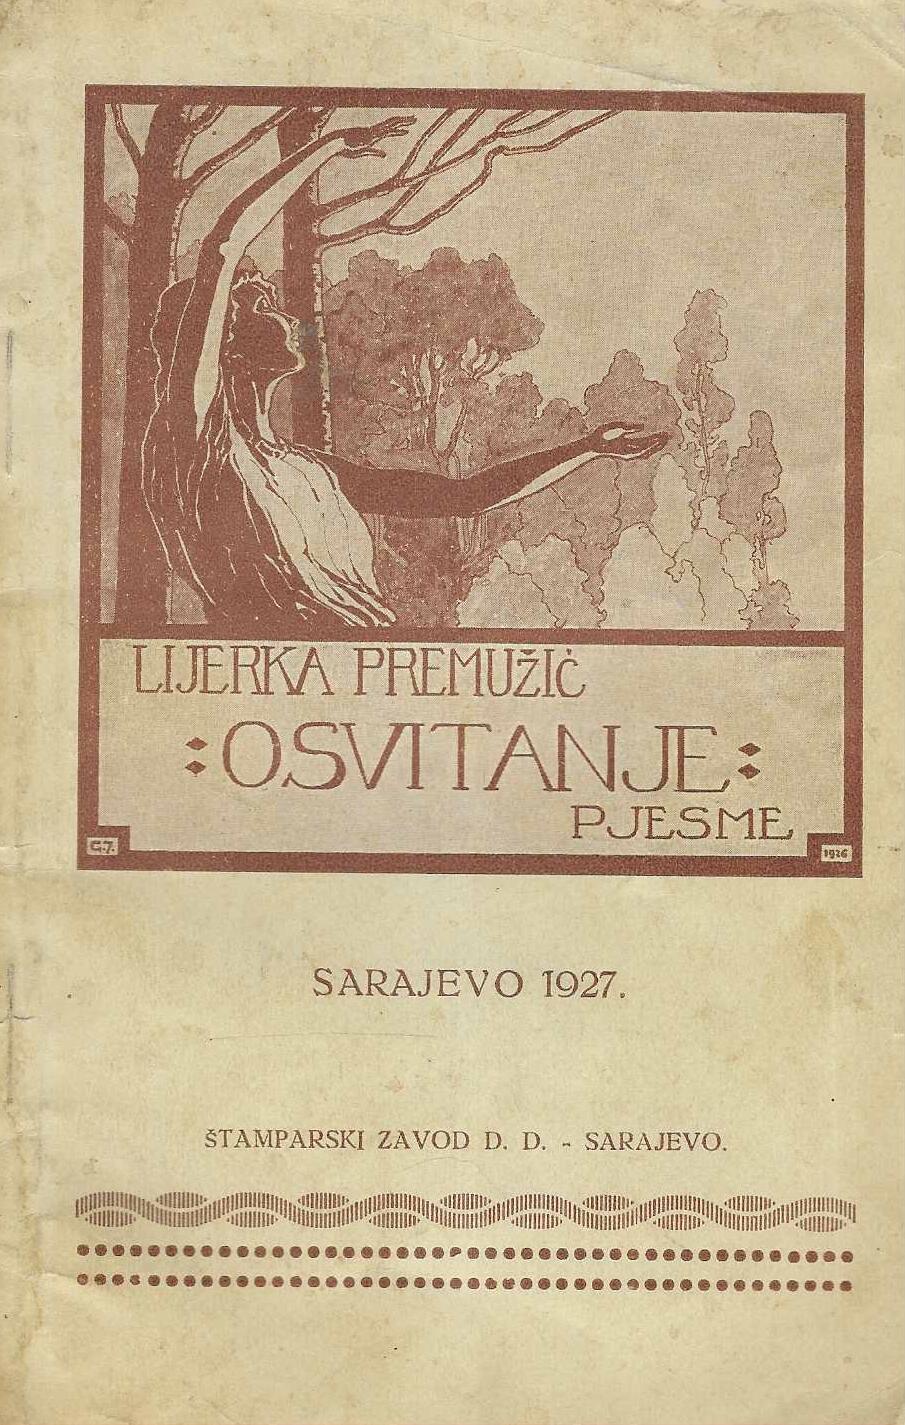 LIJERKA PREMUŽIĆ
:OSVITANJE:
PJESME
G.J.
1926
SARAJEVO 1927.
ŠTAMPARSKI ZAVOD D. D. - SARAJEVO.